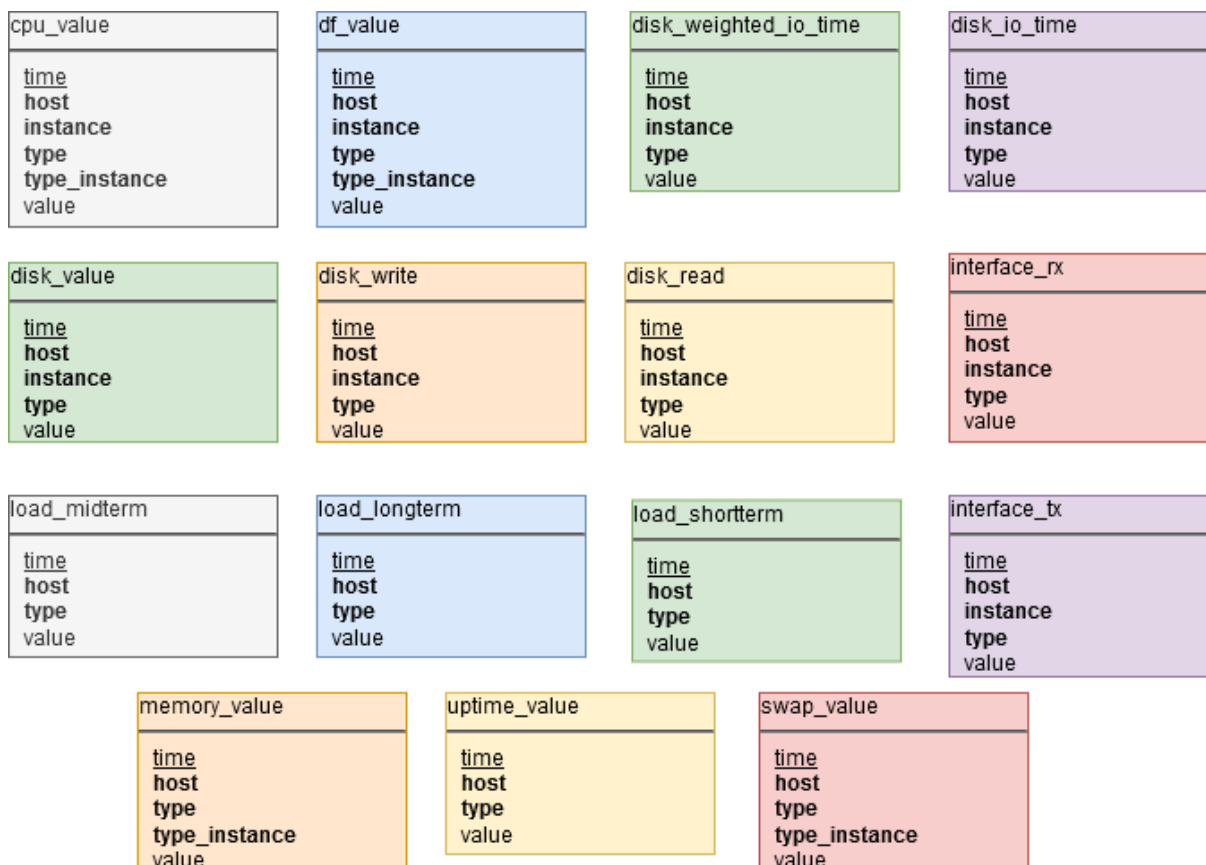 cpu_value
time
host
instance
type
type_instance
value
df_value
time
host
instance
type
type_instance
value
disk_weighted_io_time
time
host
instance
type
value
disk_io_time
time
host
instance
type
value
disk_value
time
host
instance
type
value
disk_write
time
host
instance
type
value
disk_read
time
host
instance
type
value
interface_rx
time
host
instance
type
value
load_midterm
time
host
type
value
load_longterm
time
host
type
value
load_shortterm
time
host
type
value
interface_tx
time
host
instance
type
value
memory_value
time
host
type
type_instance
value
uptime_value
time
host
type
value
swap_value
time
host
type
type_instance
value